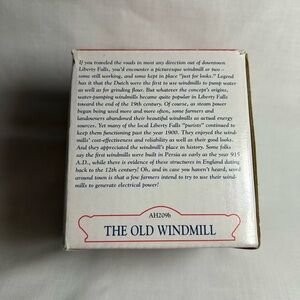 If you traveled the roads in most any direction out of downtown
Liberty Falls, you'd encounter a picturesque windmill or two –
some still working, and some kept in place "just for looks." Legend
has it that the Dutch were the first to use windmills to pump water
as well as for grinding flour. But whatever the concept's origins,
water-pumping windmills became quite popular in Liberty Falls
toward the end of the 19th century. Of course, as steam power
began being used more and more often, some farmers and
landowners abandoned their beautiful windmills as actual energy
sources. Yet many of the local Liberty Falls "purists" continued to
keep them functioning past the year 1900. They enjoyed the wind-
mills' cost-effectiveness and reliability as well as their good looks.
And they appreciated the windmill's place in history. Some folks
say the first windmills were built in Persia as early as the year 915
A.D., while there is evidence of these structures in England dating
back to the 12th century! Oh, and in case you haven't heard, word
around town is that a few farmers intend to try to use their wind-
mills to generate electrical power!
AH209b
THE OLD WINDMILL